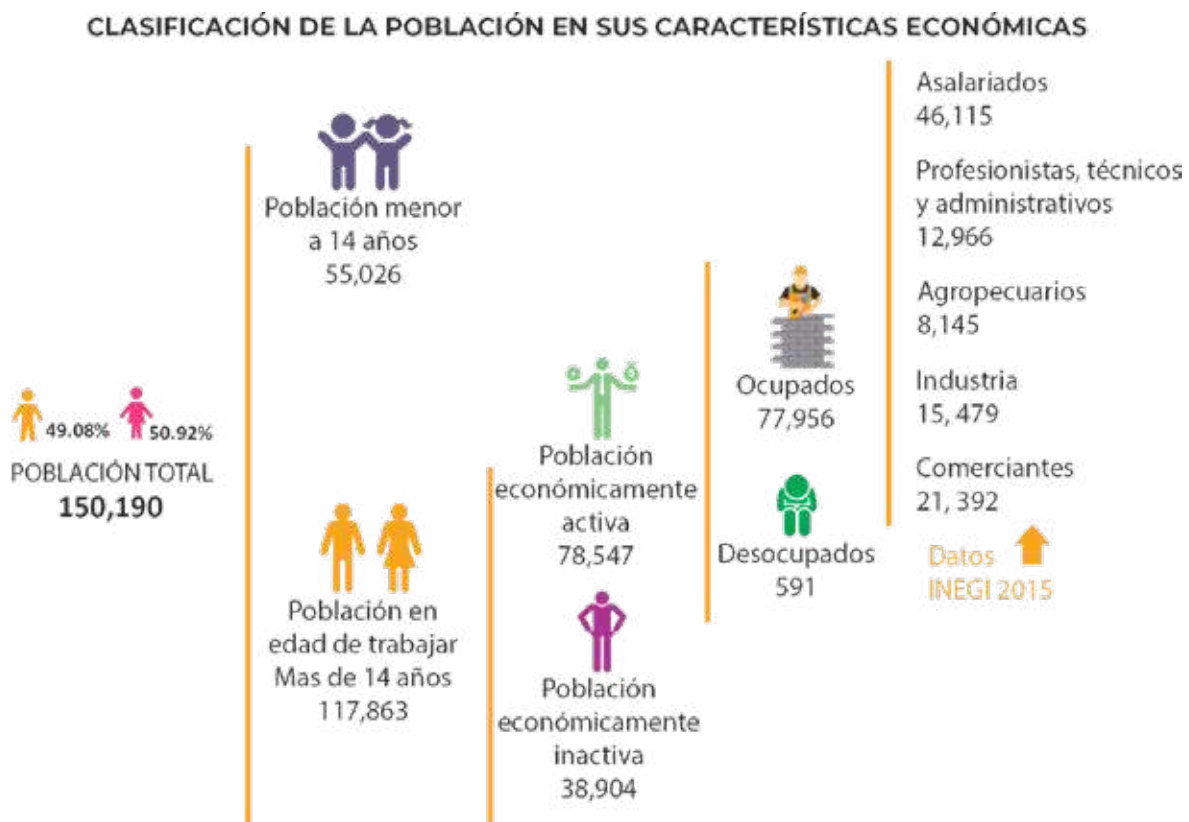 CLASIFICACIÓN DE LA POBLACIÓN EN SUS CARACTERÍSTICAS ECONÓMICAS
49.08%
50.92%
POBLACIÓN TOTAL
150,190
Población menor
a 14 años
55,026
Población en
edad de trabajar
Mas de 14 años
117,863
Población
económicamente
activa
78,547
Población
económicamente
inactiva
38,904
Ocupados
77,956
Desocupados
591
Asalariados
46,115
Profesionistas, técnicos
y administrativos
12,966
Agropecuarios
8,145
Industria
15, 479
Comerciantes
21, 392
Datos
INEGI 2015